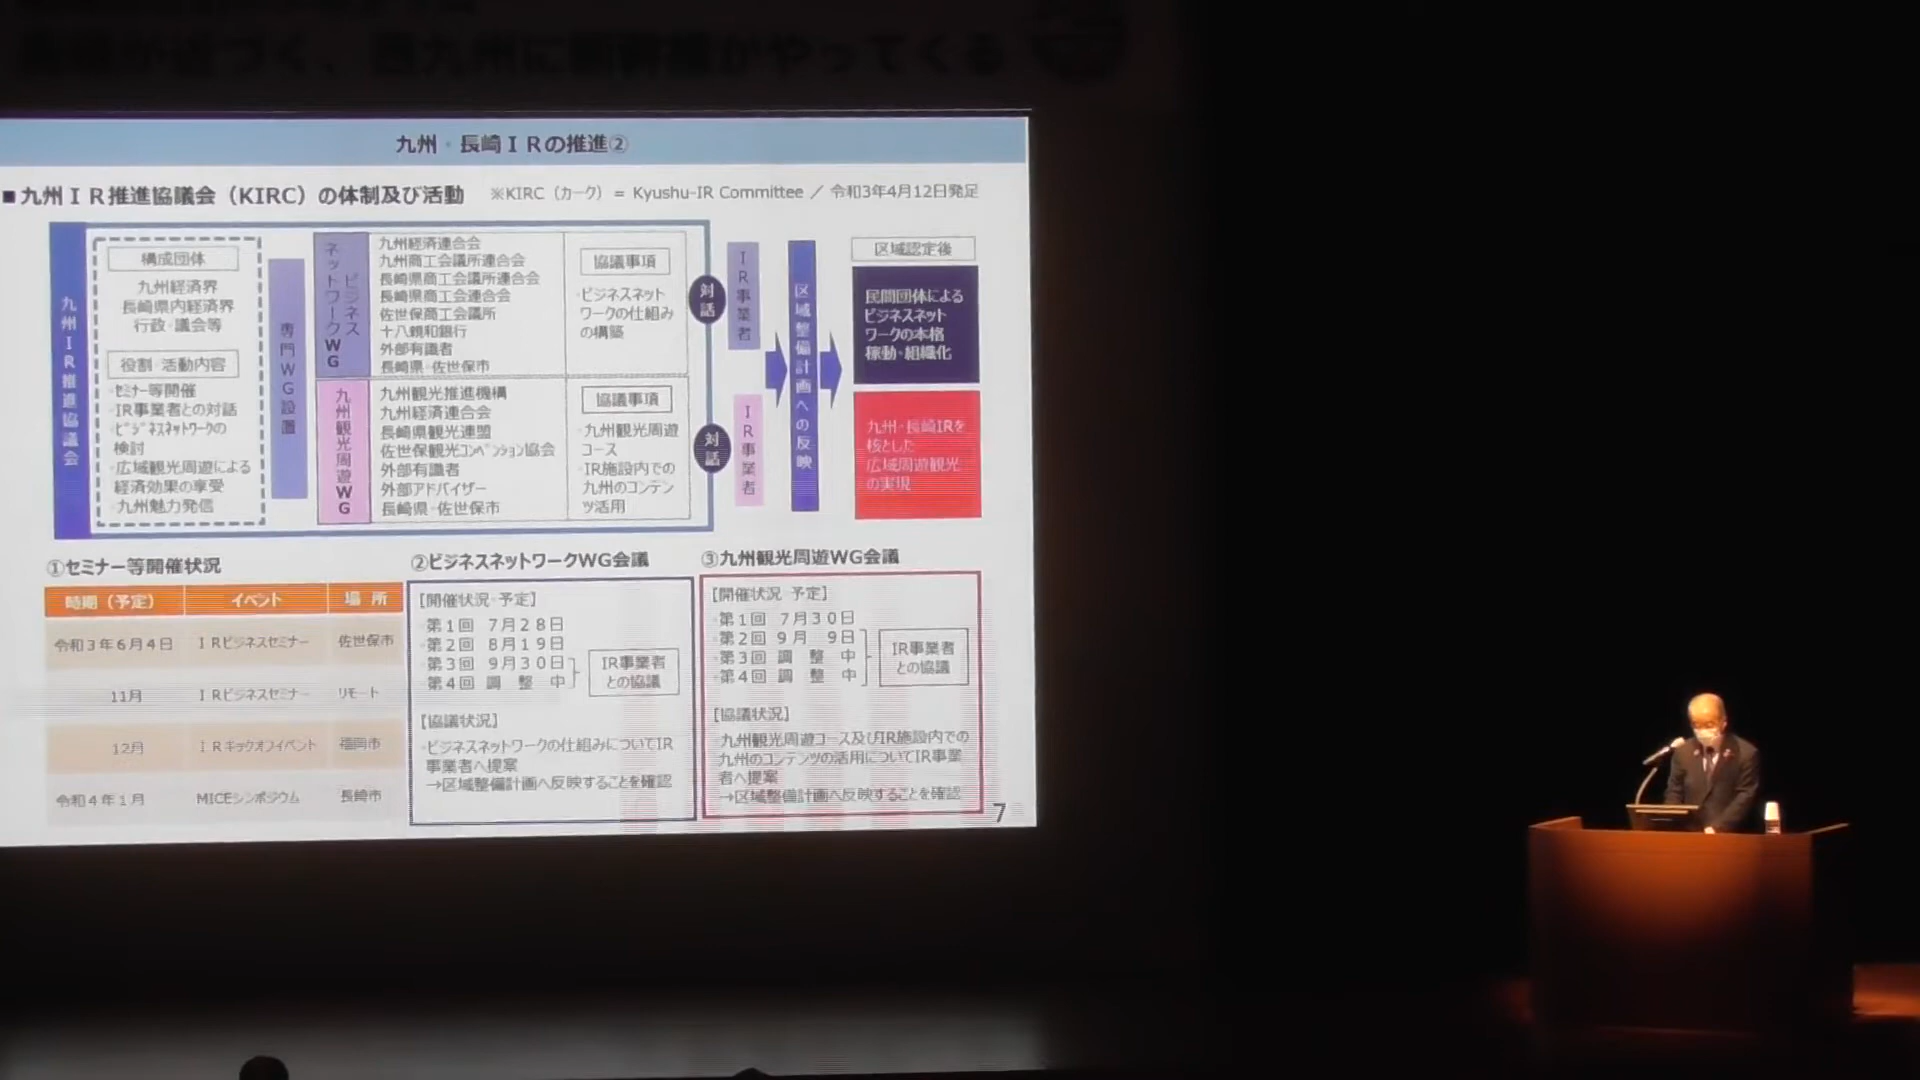 近づく、西九州に新幹線がやってくる
九州・長崎ＩＲの推進②
■九州ＩＲ推進協議会（KIRC）の体制及び活動　※KIRC（カーク）＝ Kyushu-IR Committee ／ 令和3年4月12日発足
九州ＩＲ推進協議会
構成団体
九州経済界
長崎県内経済界
行政・議会等
役割・活動内容
・ｾﾐﾅｰ等開催
・IR事業者との対話
・ﾋﾞｼﾞﾈｽﾈｯﾄﾜｰｸの
検討
・広域観光周遊による
経済効果の享受
・九州魅力発信
専門ＷＧ設置
ビジネス
ネットワークＷＧ
九州経済連合会
九州商工会議所連合会
長崎県商工会議所連合会
長崎県商工会連合会
佐世保商工会議所
十八親和銀行
外部有識者
長崎県・佐世保市
協議事項
・ビジネスネット
ワークの仕組み
の構築
九州観光周遊ＷＧ
九州観光推進機構
九州経済連合会
長崎県観光連盟
佐世保観光ｺﾝﾍﾞﾝｼｮﾝ協会
外部有識者
外部アドバイザー
長崎県・佐世保市
協議事項
・九州観光周遊
コース
・IR施設内での
九州のコンテン
ツ活用
対話
対話
ＩＲ事業者
ＩＲ事業者
区域整備計画への反映
区域認定後
民間団体による
ビジネスネット
ワークの本格
稼動・組織化
九州・長崎IRを
核とした
広域周遊観光
の実現
①セミナー等開催状況
時期（予定）　イベント　場 所
令和３年６月４日　ＩＲビジネスセミナー　佐世保市
11月　ＩＲビジネスセミナー　リモート
12月　ＩＲキックオフイベント　福岡市
令和４年１月　MICEシンポジウム　長崎市
②ビジネスネットワークWG会議
【開催状況・予定】
・第１回　７月２８日
・第２回　８月１９日
・第３回　９月３０日
・第４回　調　整　中
IR事業者
との協議
【協議状況】
・ビジネスネットワークの仕組みについてIR
事業者へ提案
→区域整備計画へ反映することを確認
③九州観光周遊WG会議
【開催状況・予定】
・第１回　７月３０日
・第２回　９月　９日
・第３回　調　整　中
・第４回　調　整　中
IR事業者
との協議
【協議状況】
・九州観光周遊コース及びIR施設内での
九州のコンテンツの活用についてIR事業
者へ提案
→区域整備計画へ反映することを確認
7